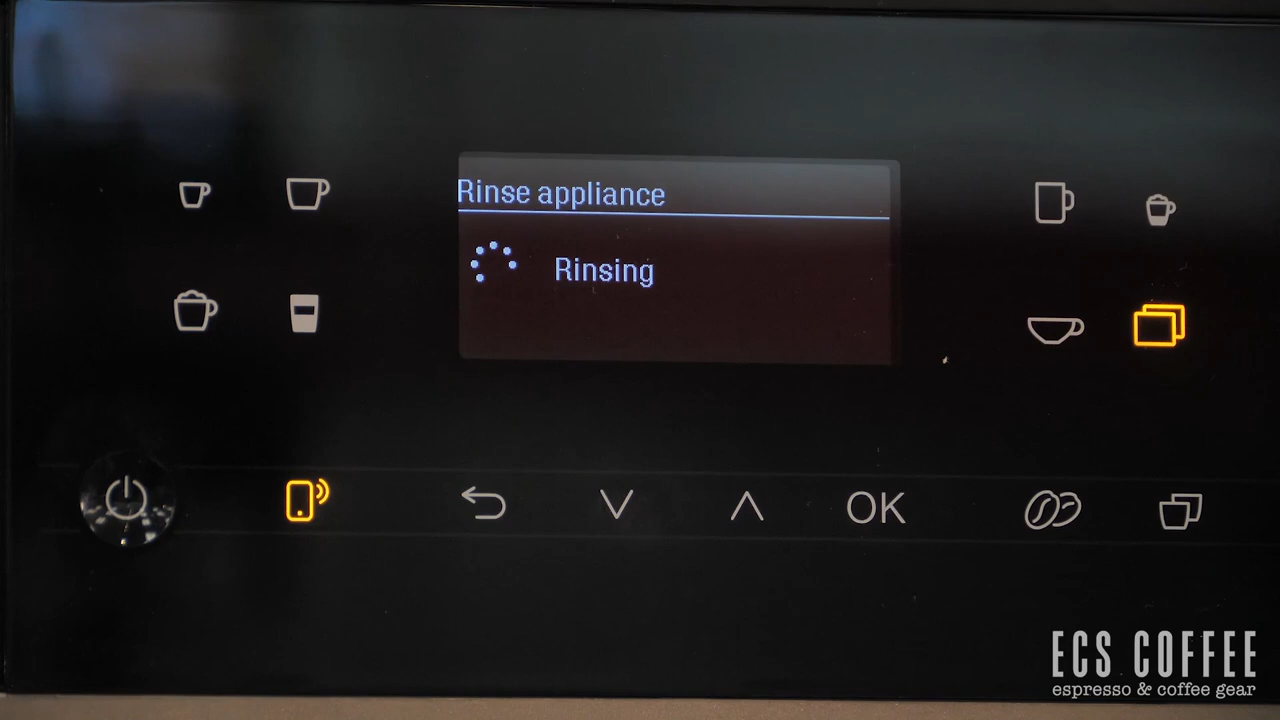 Rinse appliance
Rinsing
OK
ECS COFFEE
espresso & coffee gear